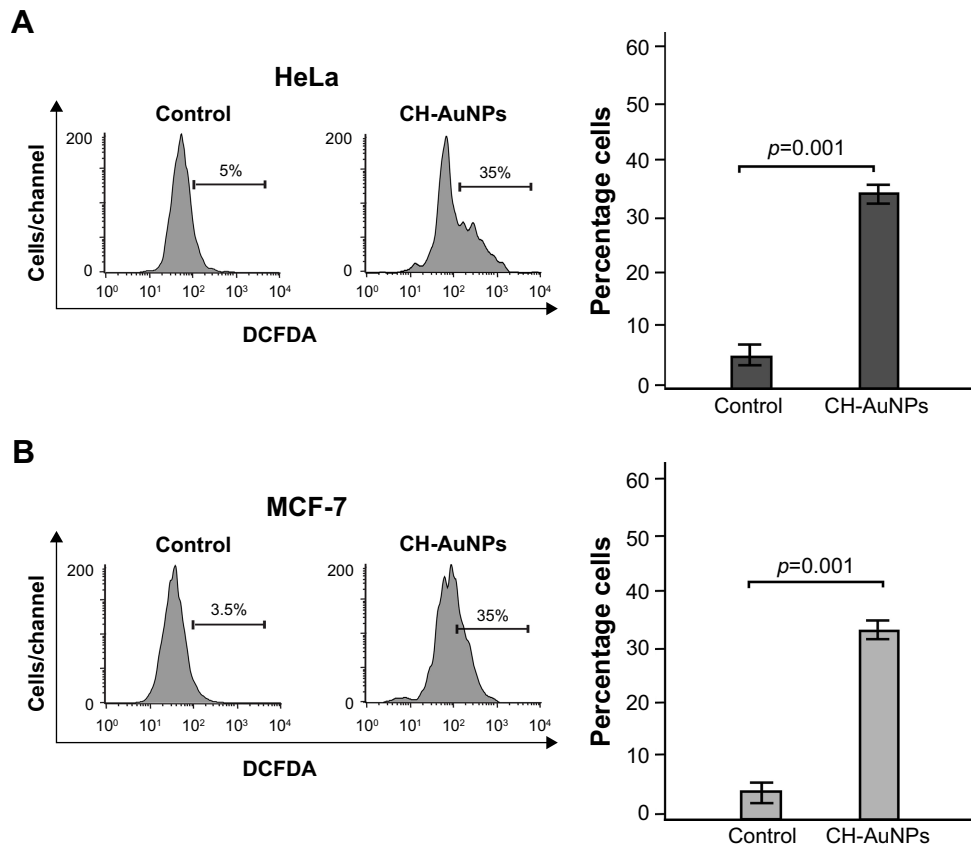 A
HeLa
Control
CH-AuNPs
Cells/channel
200
100
0
5%
10⁰ 10¹ 10² 10³ 10⁴
200
100
0
35%
10⁰ 10¹ 10² 10³ 10⁴
DCFDA
Percentage cells
60
50
40
30
20
10
0
p=0.001
Control CH-AuNPs
B
MCF-7
Control
CH-AuNPs
Cells/channel
200
100
0
3.5%
10⁰ 10¹ 10² 10³ 10⁴
200
100
0
35%
10⁰ 10¹ 10² 10³ 10⁴
DCFDA
Percentage cells
60
50
40
30
20
10
0
p=0.001
Control CH-AuNPs